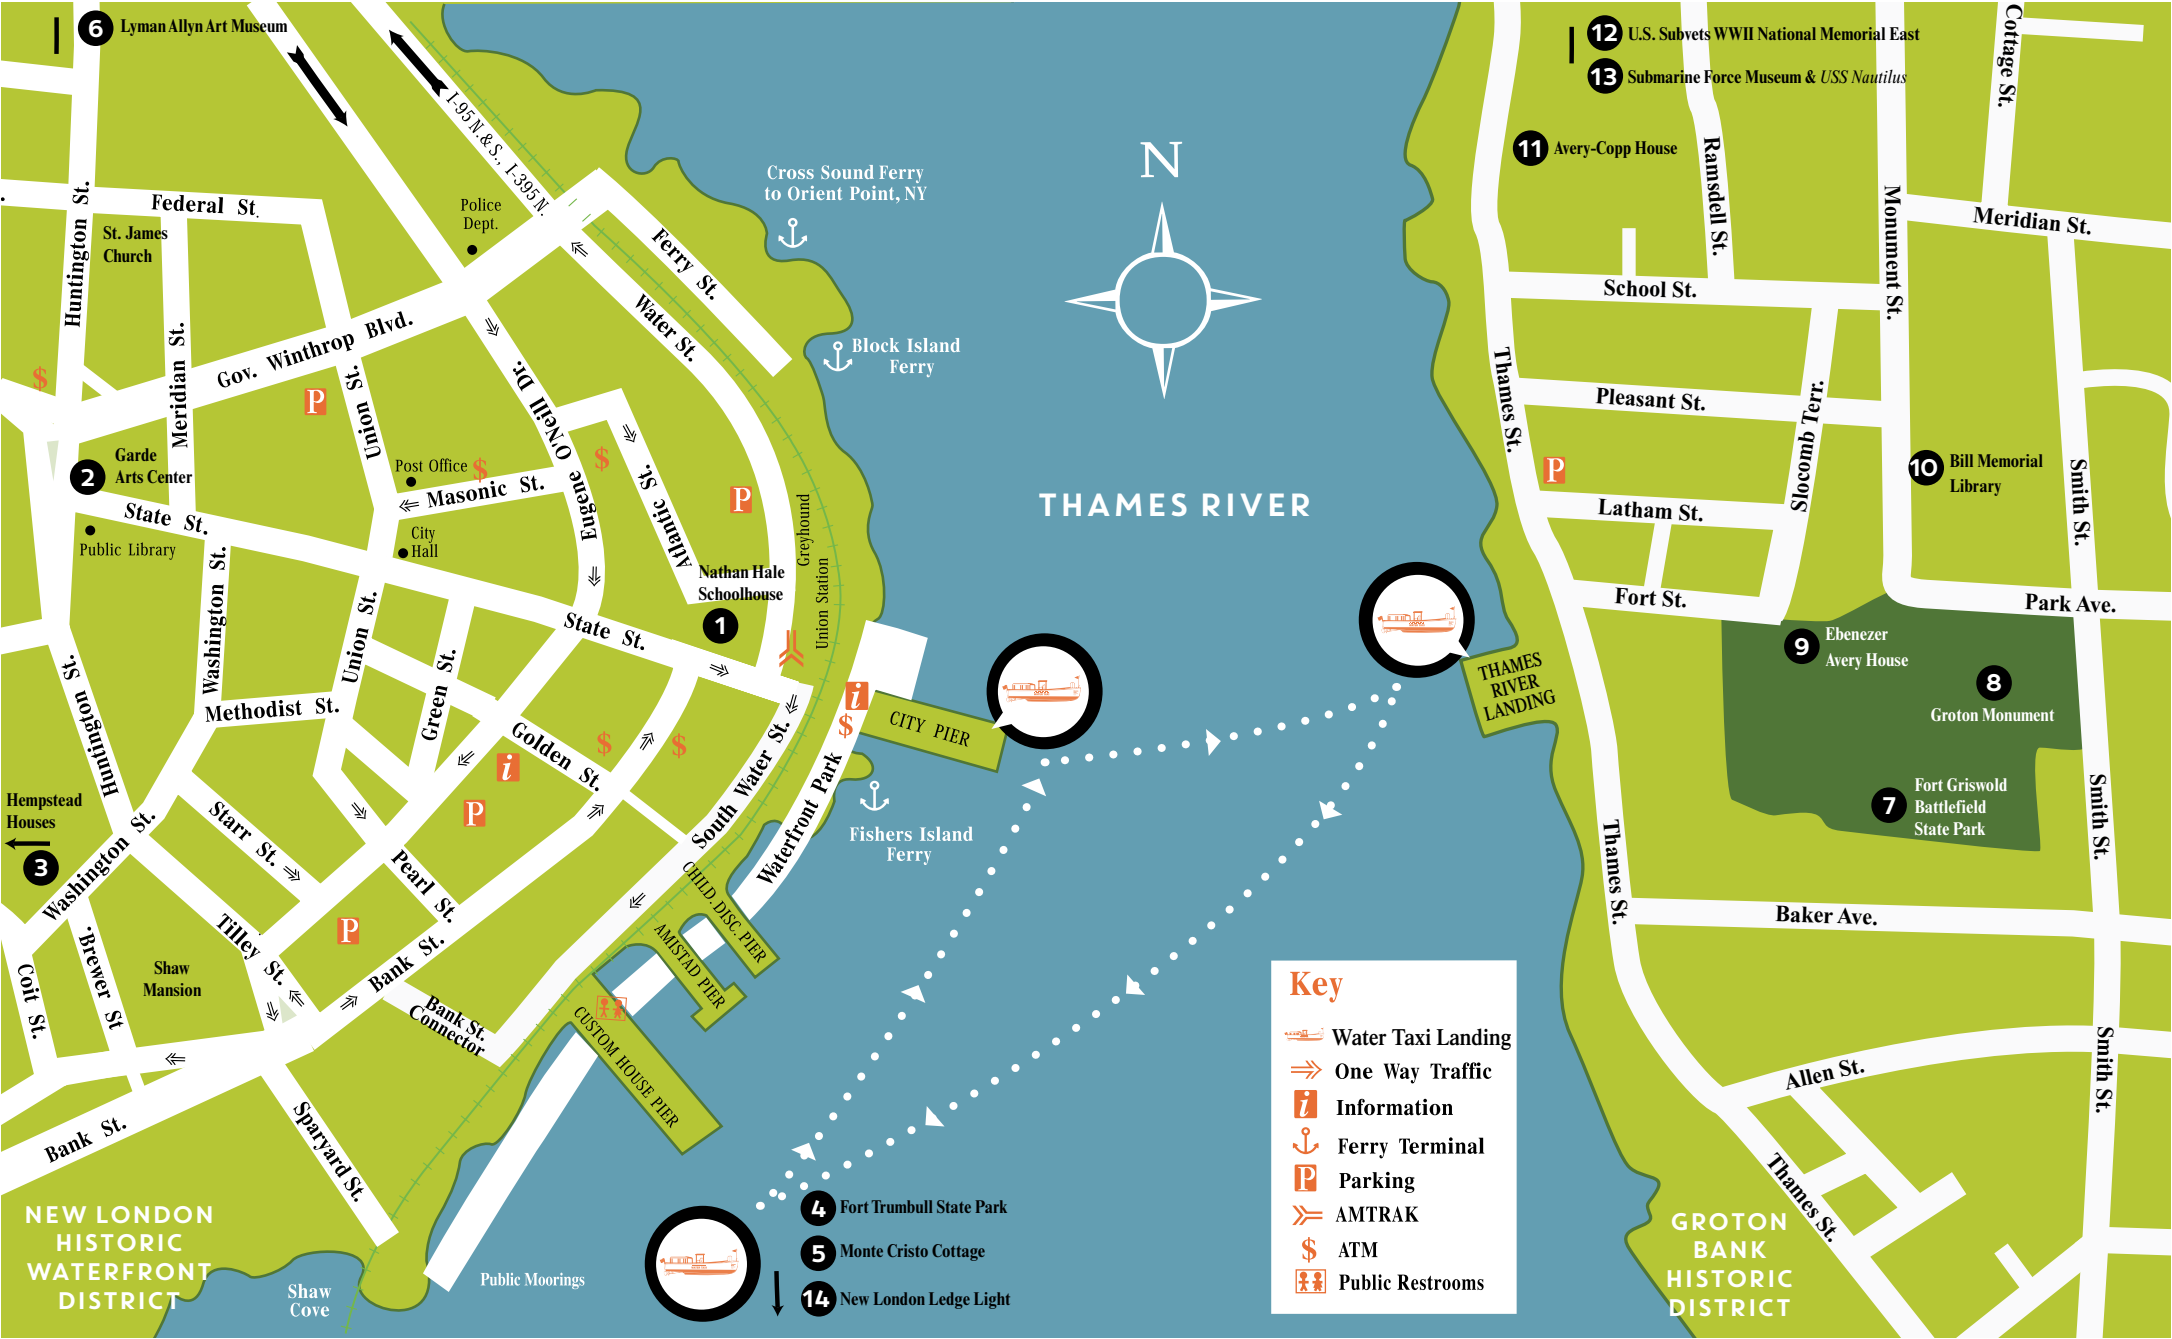 6 Lyman Allyn Art Museum
I-95 N.& S., I-395 N.
Huntington St.
Federal St.
St. James
Church
Police
Dept.
Ferry St.
Water St.
Cross Sound Ferry
to Orient Point, NY
Block Island
Ferry
Gov. Winthrop Blvd.
Meridian St.
$
P
Union St.
Eugene O'Neill Dr.
2
Garde
Arts Center
Post Office
$
$
Masonic St.
Atlantic St.
P
Greyhound
Union Station
State St.
Public Library
City
Hall
Nathan Hale
Schoolhouse
1
Washington St.
Union St.
Green St.
State St.
Huntington St.
Methodist St.
Golden St.
i
P
$
$
South Water St.
i
$
CITY PIER
Waterfront Park
Fishers Island
Ferry
Hempstead
Houses
3
Washington St.
Starr St.
Pearl St.
CHILD. DISC. PIER
AMISTAD PIER
Tilley St.
P
Bank St.
Bank St.
Connector
CUSTOM HOUSE PIER
Brewer St
Coit St.
Shaw
Mansion
Bank St.
Sparyard St.
NEW LONDON
HISTORIC
WATERFRONT
DISTRICT
Shaw
Cove
Public Moorings
4 Fort Trumbull State Park
5 Monte Cristo Cottage
14 New London Ledge Light
N
THAMES RIVER
THAMES
RIVER
LANDING
Key
Water Taxi Landing
One Way Traffic
i Information
Ferry Terminal
P Parking
AMTRAK
$ ATM
Public Restrooms
12 U.S. Subvets WWII National Memorial East
13 Submarine Force Museum & USS Nautilus
11 Avery-Copp House
Cottage St.
Ramsdell St.
Monument St.
Meridian St.
School St.
Thames St.
Pleasant St.
Slocomb Terr.
P
10 Bill Memorial
Library
Smith St.
Latham St.
Fort St.
Park Ave.
9 Ebenezer
Avery House
8
Groton Monument
7
Fort Griswold
Battlefield
State Park
Smith St.
Thames St.
Baker Ave.
Allen St.
Smith St.
Thames St.
GROTON
BANK
HISTORIC
DISTRICT